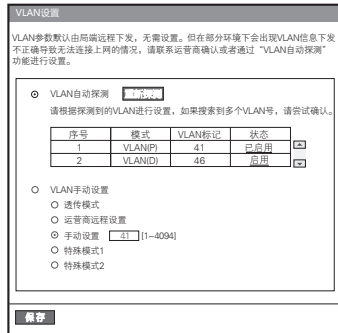 VLAN设置
VLAN参数默认由局端远程下发，无需设置。但在部分环境下会出现VLAN信息下发
不正确导致无法连接上网的情况，请联系运营商确认或者通过“VLAN自动探测”
功能进行设置。
VLAN自动探测
请根据探测到的VLAN进行设置，如果搜索到多个VLAN号，请尝试确认。
序号 模式 VLAN标记 状态
1 VLAN(P) 41 已启用
2 VLAN(D) 46 启用
VLAN手动设置
透传模式
运营商远程设置
手动设置 41 [1~4094]
特殊模式1
特殊模式2
保存